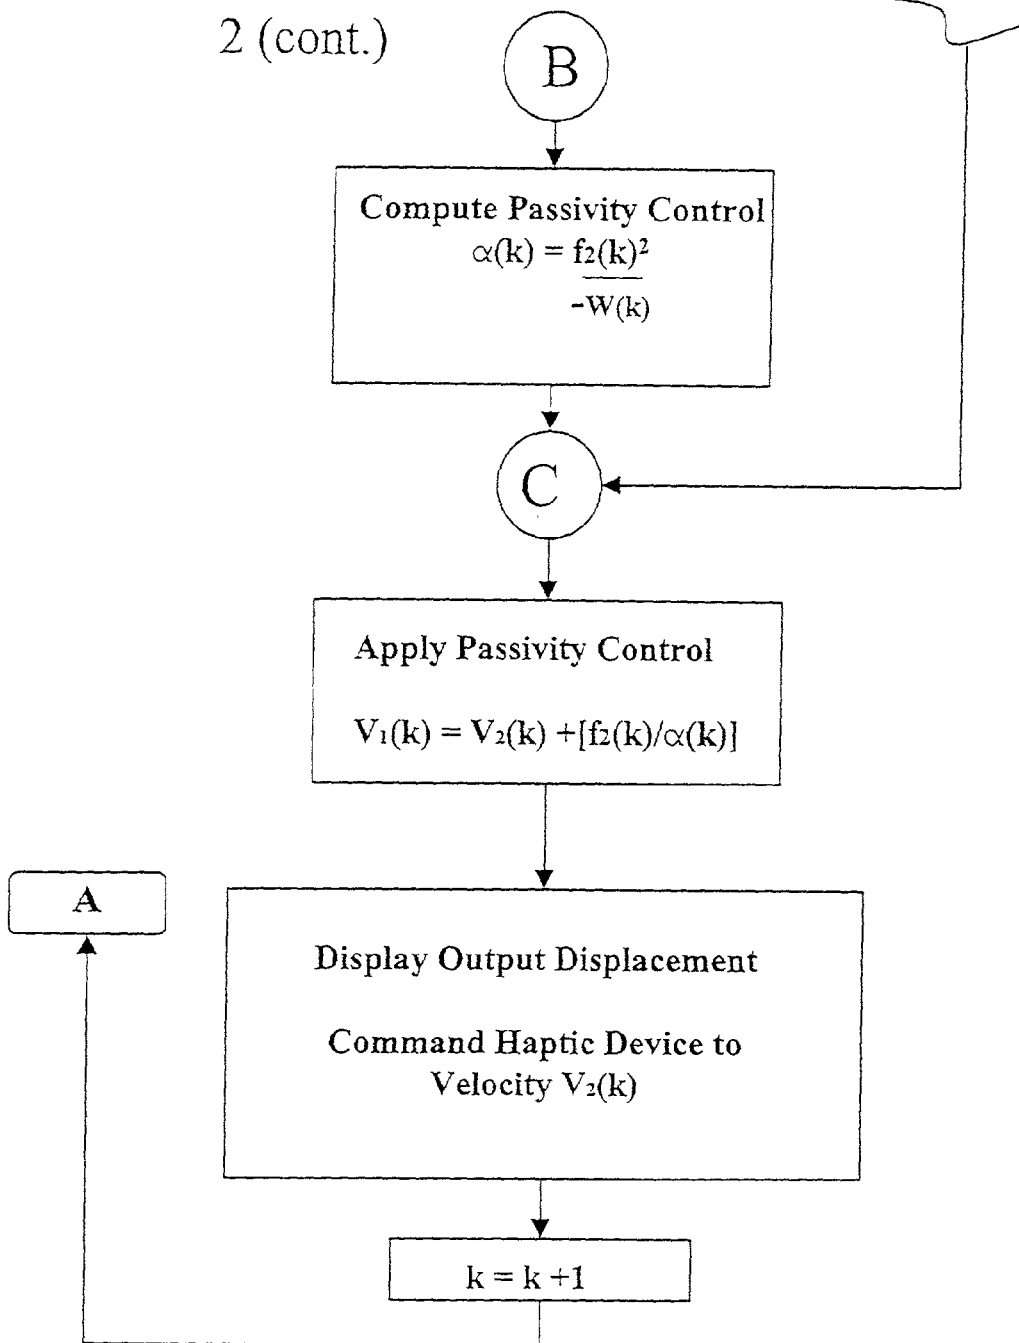 2 (cont.)
B
Compute Passivity Control
∝(k) = f₂(k)²
-W(k)
C
Apply Passivity Control
V₁(k) = V₂(k) +[f₂(k)/∝(k)]
A
Display Output Displacement
Command Haptic Device to
Velocity V₂(k)
k = k +1